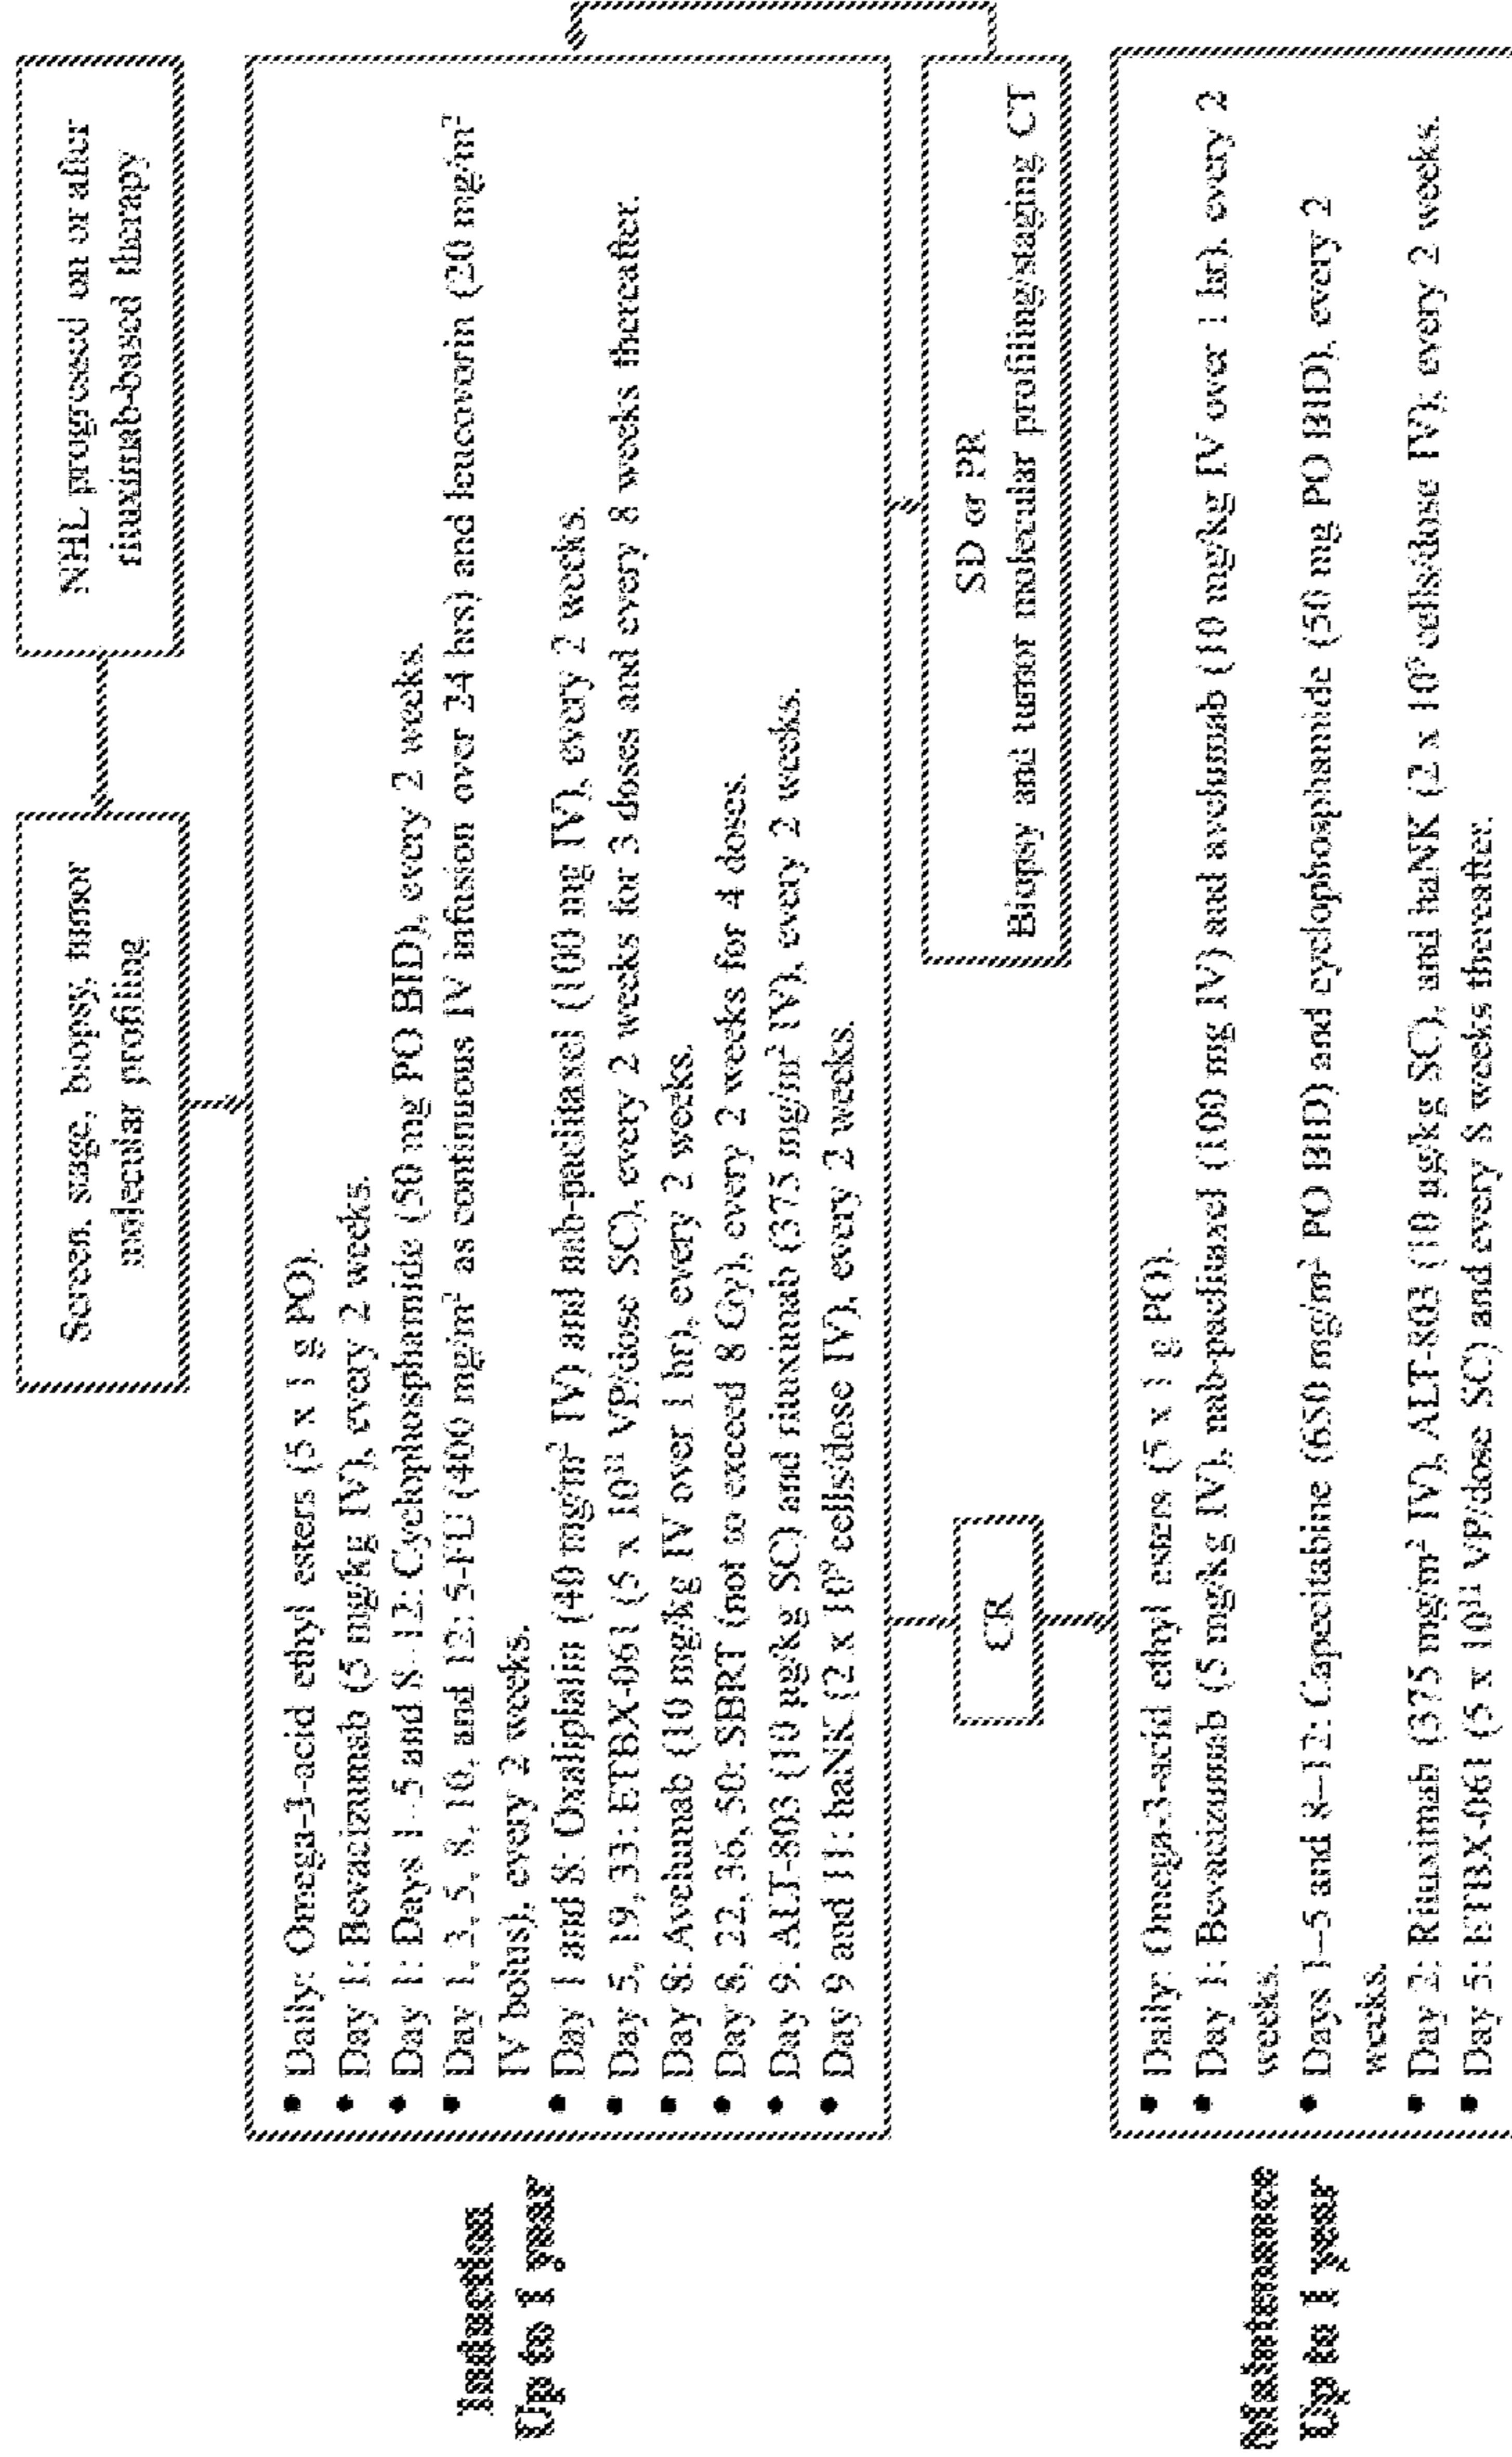 NHL progressed on or after
rituximab-based therapy
Screen, stage, biopsy, tumor
molecular profiling
Induction
Up to 1 year
• Daily: Omega-3-acid ethyl esters (5 x 1 g PO).
• Day 1: Bevacizumab (5 mg/kg IV), every 2 weeks.
• Day 1: Days 1–5 and 8–12: Cyclophosphamide (50 mg PO BID), every 2 weeks.
• Day 1, 3, 5, 8, 10, and 12: 5-FU (400 mg/m² as continuous IV infusion over 24 hrs) and leucovorin (20 mg/m²
IV bolus), every 2 weeks.
• Day 1 and 8: Oxaliplatin (40 mg/m² IV) and nab-paclitaxel (100 mg IV), every 2 weeks.
• Day 5, 19, 33: ETBX-061 (5 x 10¹¹ VP/dose SC), every 2 weeks for 3 doses and every 8 weeks thereafter.
• Day 8: Avelumab (10 mg/kg IV over 1 hr), every 2 weeks.
• Day 8, 22, 36, 50: SBRT (not to exceed 8 Gy), every 2 weeks for 4 doses.
• Day 9: ALT-803 (10 µg/kg SC) and rituximab (375 mg/m² IV), every 2 weeks.
• Day 9 and 11: haNK (2 x 10⁹ cells/dose IV), every 2 weeks.
SD or PR
Biopsy and tumor molecular profiling/staging CT
CR
Maintenance
Up to 1 year
• Daily: Omega-3-acid ethyl esters (5 x 1 g PO).
• Day 1: Bevacizumab (5 mg/kg IV), nab-paclitaxel (100 mg IV) and avelumab (10 mg/kg IV over 1 hr), every 2
weeks.
• Days 1–5 and 8–12: Capecitabine (650 mg/m² PO BID) and cyclophosphamide (50 mg PO BID), every 2
weeks.
• Day 2: Rituximab (375 mg/m² IV), ALT-803 (10 µg/kg SC), and haNK (2 x 10⁹ cells/dose IV); every 2 weeks.
• Day 5: ETBX-061 (5 x 10¹¹ VP/dose SC) and every 8 weeks thereafter.